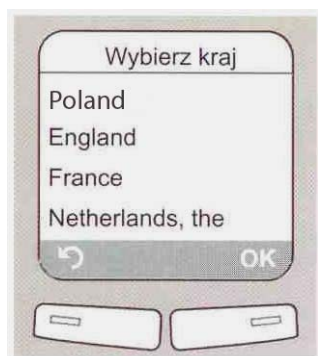 Wybierz kraj
Poland
England
France
Netherlands, the
OK